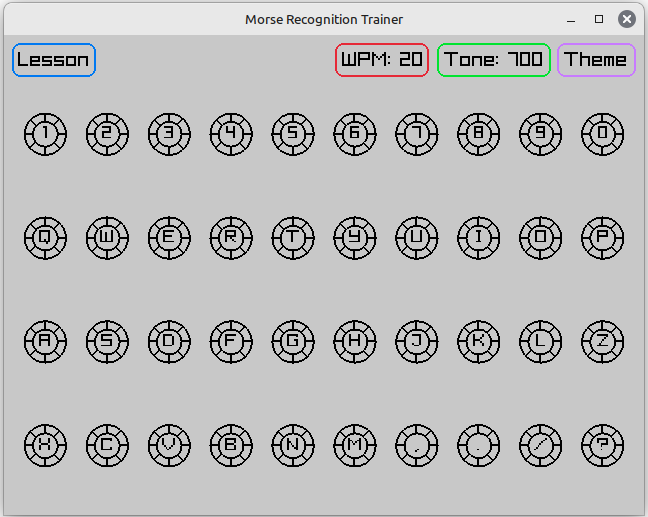 Morse Recognition Trainer
Lesson WPM: 20 Tone: 700 Theme
1 2 3 4 5 6 7 8 9 0
Q W E R T Y U I O P
A S D F G H J K L Z
X C V B N M , . / ?